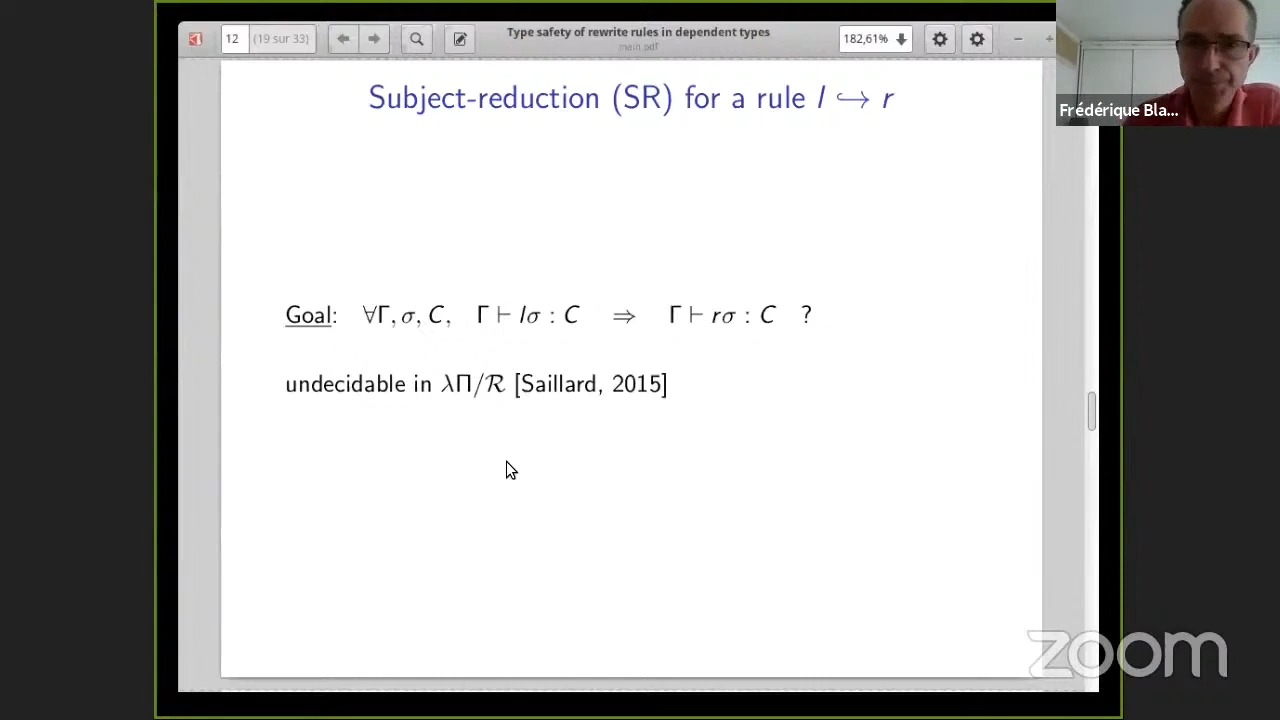 12 (19 sur 33)
Type safety of rewrite rules in dependent types
main.pdf
182,61%
Frédérique Bla...
Subject-reduction (SR) for a rule l ↪ r
Goal: ∀Γ, σ, C, Γ ⊢ lσ : C ⇒ Γ ⊢ rσ : C ?
undecidable in λΠ/ℛ [Saillard, 2015]
zoom